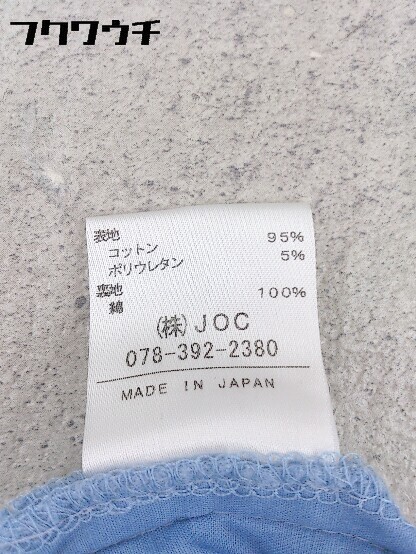 フクワウチ
表地
コットン 95%
ポリウレタン 5%
裏地
綿 100%
(株)JOC
078-392-2380
MADE IN JAPAN